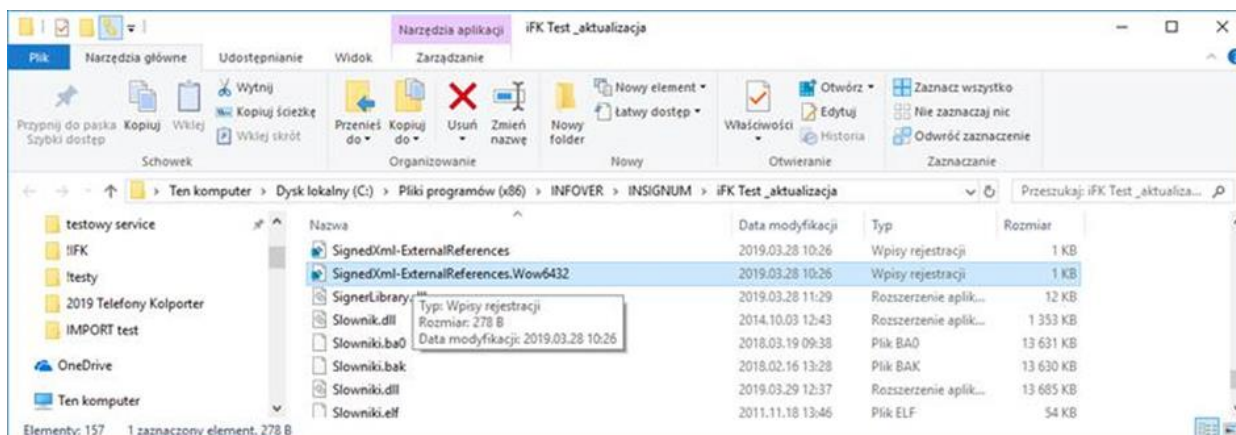 Narzędzia aplikacji iFK Test _aktualizacja
Plik Narzędzia główne Udostępnianie Widok Zarządzanie
Przypnij do paska Szybki dostęp
Kopiuj
Wklej
Wytnij
Kopiuj ścieżkę
Wklej skrót
Schowek
Przenieś do
Kopiuj do
Usuń
Zmień nazwę
Organizowanie
Nowy folder
Nowy element
Łatwy dostęp
Nowy
Właściwości
Otwórz
Edytuj
Historia
Otwieranie
Zaznacz wszystko
Nie zaznaczaj nic
Odwróć zaznaczenie
Zaznaczanie
Ten komputer > Dysk lokalny (C:) > Pliki programów (x86) > INFOVER > INSIGNUM > iFK Test _aktualizacja
Przeszukaj: iFK Test _aktualiza...
testowy service
!IFK
!testy
2019 Telefony Kolporter
IMPORT test
OneDrive
Ten komputer
Nazwa Data modyfikacji Typ Rozmiar
SignedXml-ExternalReferences 2019.03.28 10:26 Wpisy rejestracji 1 KB
SignedXml-ExternalReferences.Wow6432 2019.03.28 10:26 Wpisy rejestracji 1 KB
SignerLibrary. 2019.03.28 11:29 Rozszerzenie aplik... 12 KB
Slownik.dll 2014.10.03 12:43 Rozszerzenie aplik... 1 353 KB
Slowniki.ba0 2018.03.19 09:38 Plik BA0 13 631 KB
Slowniki.bak 2018.02.16 13:28 Plik BAK 13 630 KB
Slowniki.dll 2019.03.29 12:37 Rozszerzenie aplik... 13 685 KB
Slowniki.elf 2011.11.18 13:46 Plik ELF 54 KB
Typ: Wpisy rejestracji
Rozmiar: 278 B
Data modyfikacji: 2019.03.28 10:26
Elementy: 157 1 zaznaczony element. 278 B